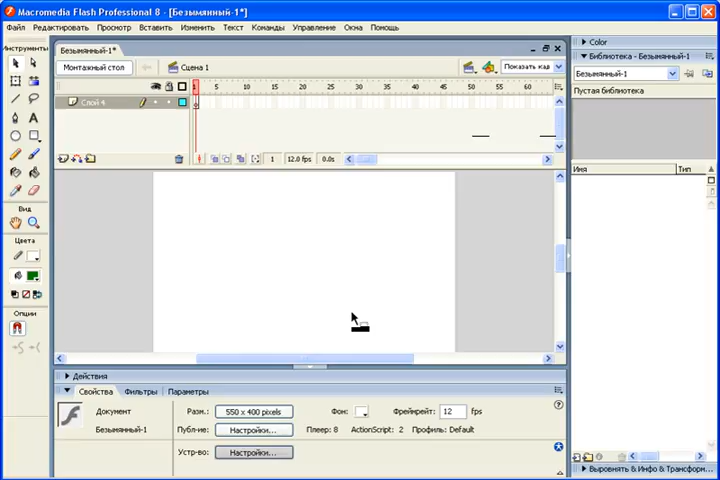 Macromedia Flash Professional 8 - [Безымянный-1*]
Файл Редактировать Просмотр Вставить Изменить Текст Команды Управление Окна Помощь
Инструменты
Безымянный-1*
Монтажный стол
Сцена 1
Показать кад
1 5 10 15 20 25 30 35 40 45 50 55 60
Слой 4
1 12.0 fps 0.0s
Вид
Цвета
Опции
Действия
Свойства Фильтры Параметры
Документ
Безымянный-1
Разм.: 550 x 400 pixels Фон: Фреймрейт: 12 fps
Публ-ие: Настройки... Плеер: 8 ActionScript: 2 Профиль: Default
Устр-во: Настройки...
Color
Библиотека - Безымянный-1
Безымянный-1
Пустая библиотека
Имя Тип
Выровнять & Инфо & Трансформ